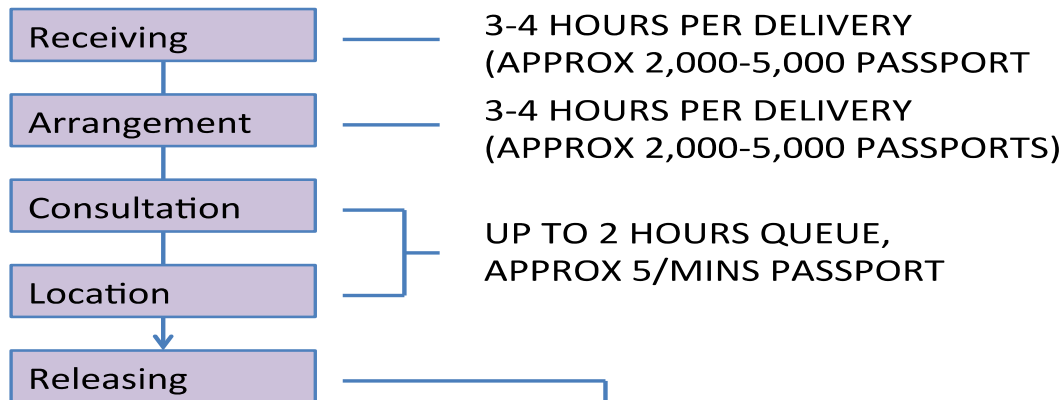 Receiving
3-4 HOURS PER DELIVERY
(APPROX 2,000-5,000 PASSPORT
Arrangement
3-4 HOURS PER DELIVERY
(APPROX 2,000-5,000 PASSPORTS)
Consultation
Location
UP TO 2 HOURS QUEUE,
APPROX 5/MINS PASSPORT
Releasing